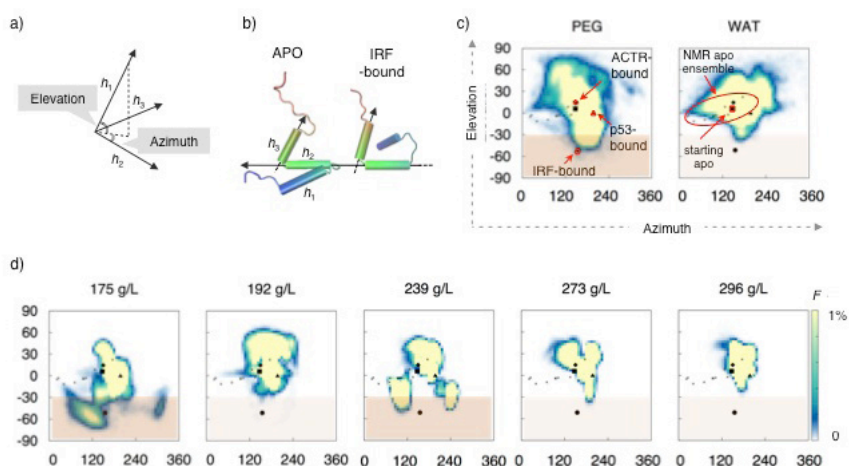 a)
Elevation
h1
h3
Azimuth
h2
b)
APO
IRF
-bound
h3
h2
h1
c)
PEG
WAT
Elevation
90
60
30
0
-30
-60
-90
ACTR-
bound
p53-
bound
IRF-bound
NMR apo
ensemble
starting
apo
0 120 240 360
0 120 240 360
Azimuth
d)
175 g/L 192 g/L 239 g/L 273 g/L 296 g/L
90
60
30
0
-30
-60
-90
0 120 240 360
0 120 240 360
0 120 240 360
0 120 240 360
0 120 240 360
F
1%
0